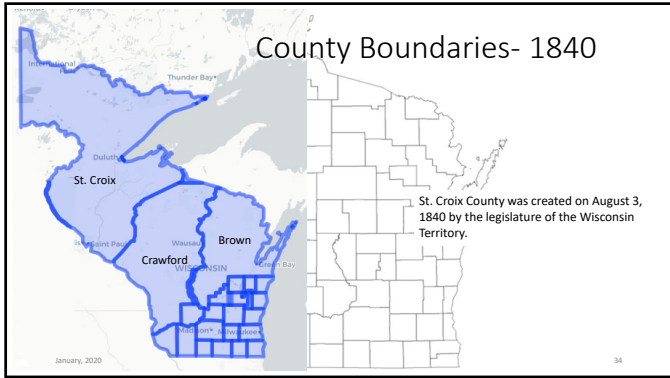 County Boundaries- 1840
International
Thunder Bay
Duluth
St. Croix
Saint Paul
Wausau
Brown
Crawford
WISCONSIN
Green Bay
Madison
Milwaukee
St. Croix County was created on August 3,
1840 by the legislature of the Wisconsin
Territory.
January, 2020
34